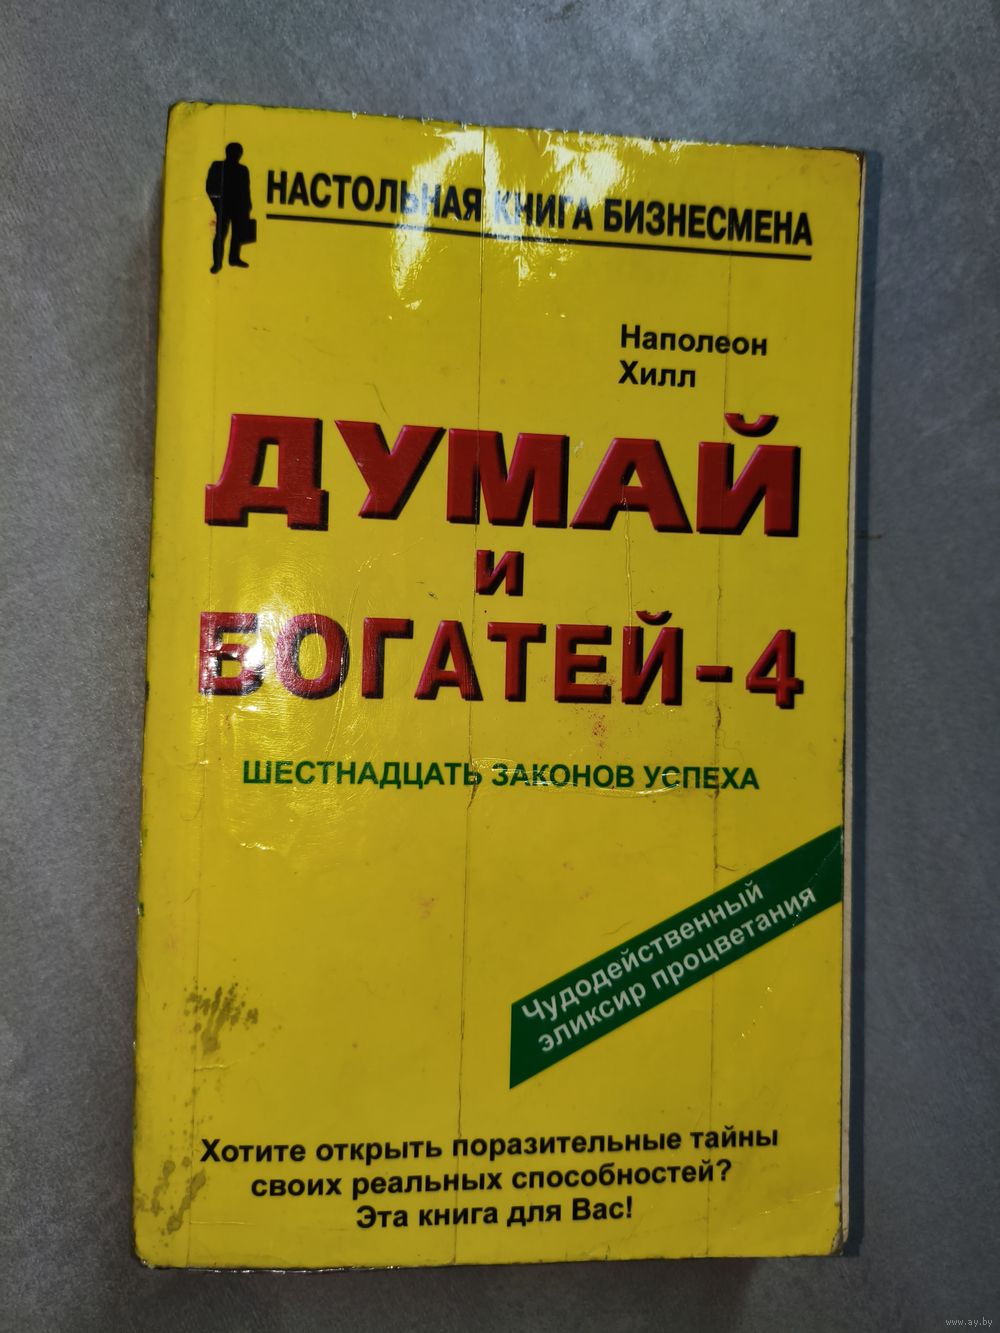 НАСТОЛЬНАЯ КНИГА БИЗНЕСМЕНА
Наполеон
Хилл
ДУМАЙ
и
БОГАТЕЙ-4
ШЕСТНАДЦАТЬ ЗАКОНОВ УСПЕХА
Чудодейственный
эликсир процветания
Хотите открыть поразительные тайны
своих реальных способностей?
Эта книга для Вас!
www.ay.by